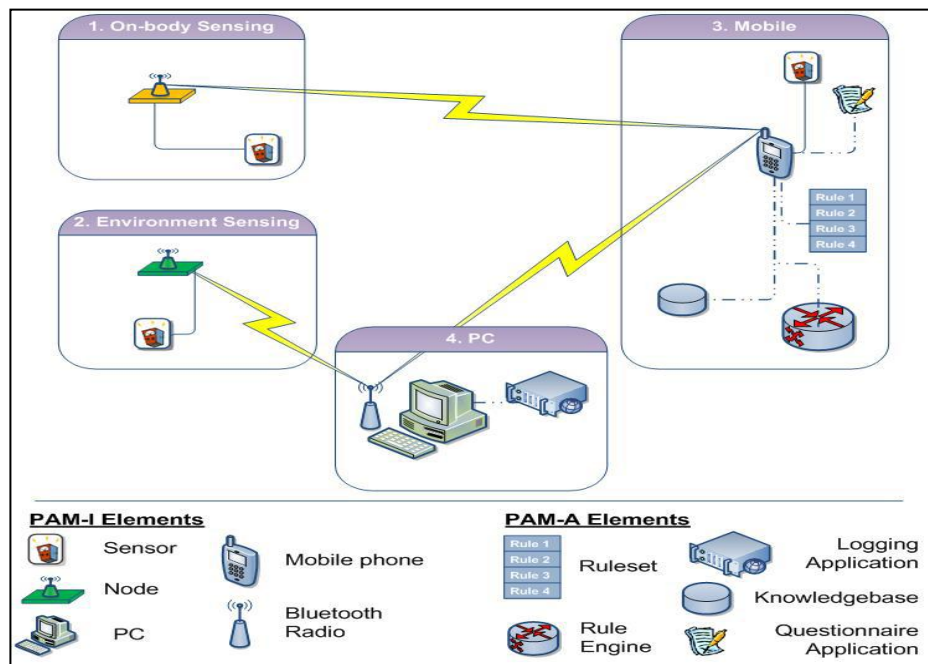 1. On-body Sensing
3. Mobile
Rule 1
Rule 2
Rule 3
Rule 4
2. Environment Sensing
4. PC
PAM-I Elements
Sensor
Mobile phone
Node
PC
Bluetooth
Radio
PAM-A Elements
Rule 1
Rule 2
Rule 3
Rule 4
Ruleset
Logging
Application
Knowledgebase
Rule
Engine
Questionnaire
Application